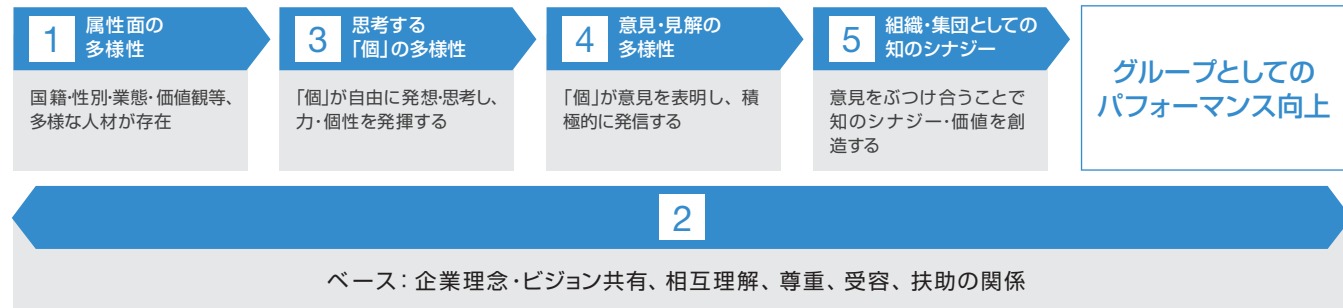 1
属性面の
多様性
国籍・性別・業態・価値観等、
多様な人材が存在
3
思考する
「個」の多様性
「個」が自由に発想・思考し、
力・個性を発揮する
4
意見・見解の
多様性
「個」が意見を表明し、積
極的に発信する
5
組織・集団としての
知のシナジー
意見をぶつけ合うことで
知のシナジー・価値を創
造する
グループとしての
パフォーマンス向上
2
ベース：企業理念・ビジョン共有、相互理解、尊重、受容、扶助の関係